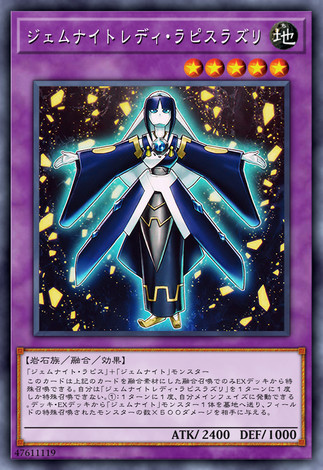 ジェムナイトレディ・ラピスラズリ
地
【岩石族／融合／効果】
「ジェムナイト・ラピス」＋「ジェムナイト」モンスター
このカードは上記のカードを融合素材にした融合召喚でのみEXデッキから特
殊召喚できる。自分は「ジェムナイトレディ・ラピスラズリ」を１ターンに１度
しか特殊召喚できない。①：１ターンに１度、自分メインフェイズに発動できる
。デッキ・EXデッキから「ジェムナイト」モンスター１体を墓地へ送り、フィール
ドの特殊召喚されたモンスターの数×５００ダメージを相手に与える。
ATK/ 2400 DEF/1000
47611119